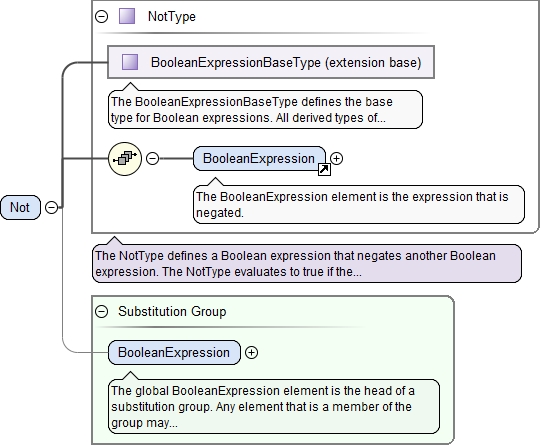 NotType
BooleanExpressionBaseType (extension base)
The BooleanExpressionBaseType defines the base
type for Boolean expressions. All derived types of...
BooleanExpression
The BooleanExpression element is the expression that is
negated.
Not
The NotType defines a Boolean expression that negates another Boolean
expression. The NotType evaluates to true if the...
Substitution Group
BooleanExpression
The global BooleanExpression element is the head of a
substitution group. Any element that is a member of the
group may...